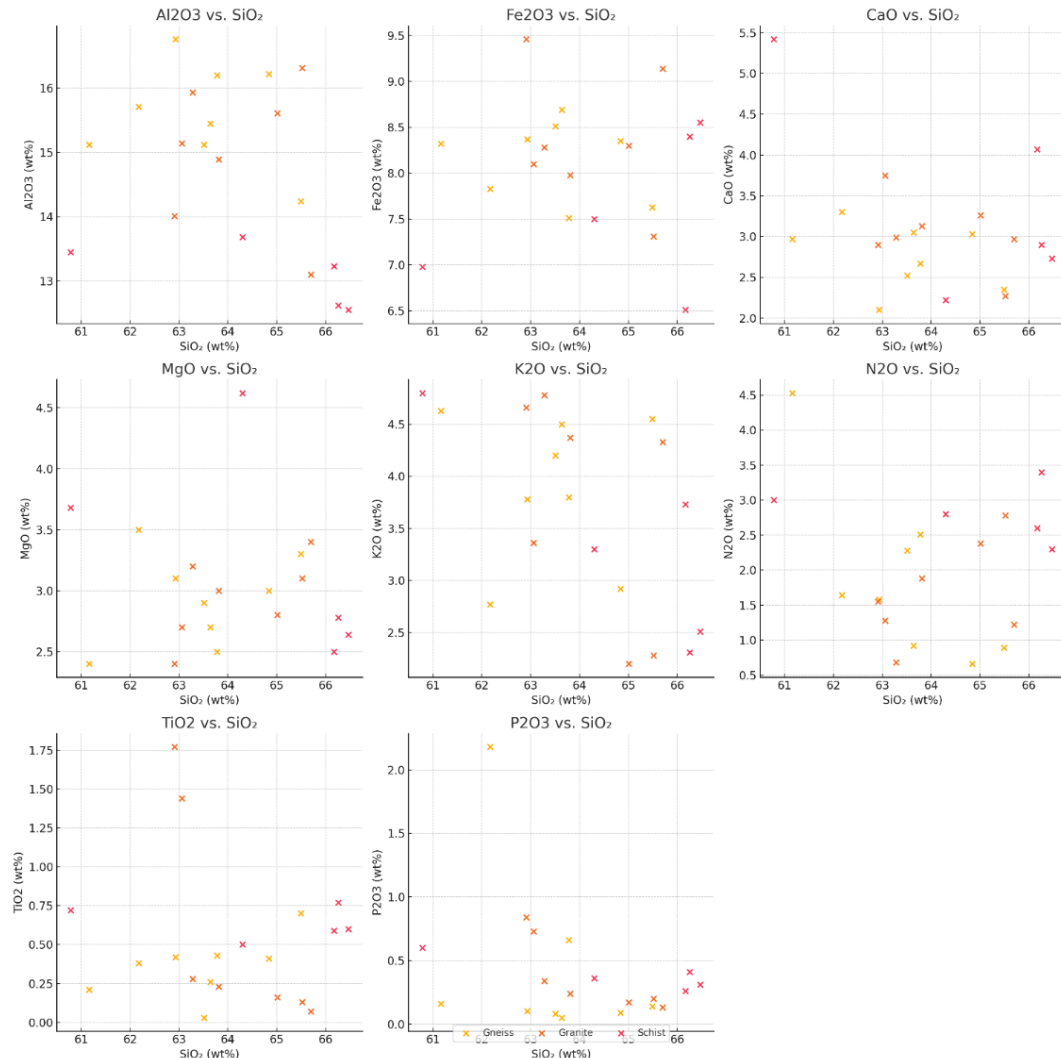 Al2O3 vs. SiO₂
Fe2O3 vs. SiO₂
CaO vs. SiO₂
Al2O3 (wt%)
16
15
14
13
61 62 63 64 65 66
SiO₂ (wt%)
Fe2O3 (wt%)
9.5
9.0
8.5
8.0
7.5
7.0
6.5
61 62 63 64 65 66
SiO₂ (wt%)
CaO (wt%)
5.5
5.0
4.5
4.0
3.5
3.0
2.5
2.0
61 62 63 64 65 66
SiO₂ (wt%)
MgO vs. SiO₂
K2O vs. SiO₂
N2O vs. SiO₂
MgO (wt%)
4.5
4.0
3.5
3.0
2.5
61 62 63 64 65 66
SiO₂ (wt%)
K2O (wt%)
4.5
4.0
3.5
3.0
2.5
61 62 63 64 65 66
SiO₂ (wt%)
N2O (wt%)
4.5
4.0
3.5
3.0
2.5
2.0
1.5
1.0
0.5
61 62 63 64 65 66
SiO₂ (wt%)
TiO2 vs. SiO₂
P2O3 vs. SiO₂
TiO2 (wt%)
1.75
1.50
1.25
1.00
0.75
0.50
0.25
0.00
61 62 63 64 65 66
SiO₂ (wt%)
P2O3 (wt%)
2.0
1.5
1.0
0.5
0.0
Gneiss Granite Schist
61 62 63 64 65 66
SiO₂ (wt%)